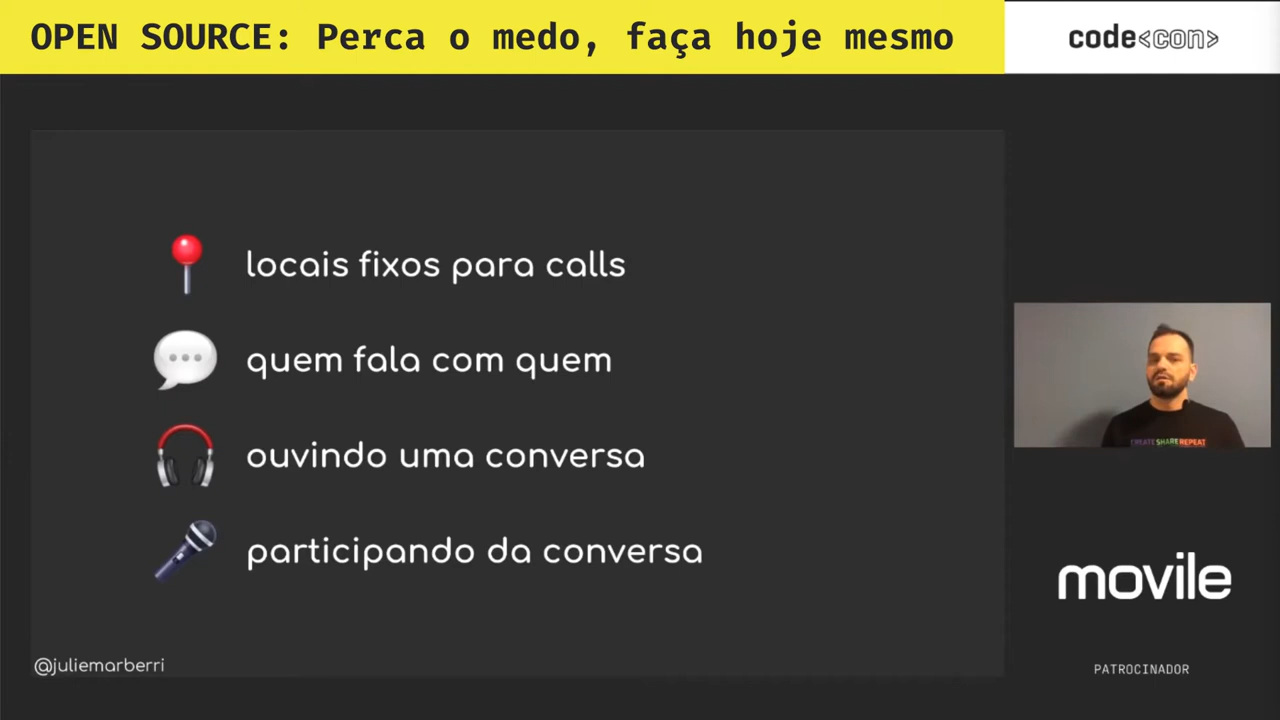 OPEN SOURCE: Perca o medo, faça hoje mesmo
code<con>
locais fixos para calls
quem fala com quem
ouvindo uma conversa
participando da conversa
CREATESHAREREPEAT
movile
@juliemarberri
PATROCINADOR